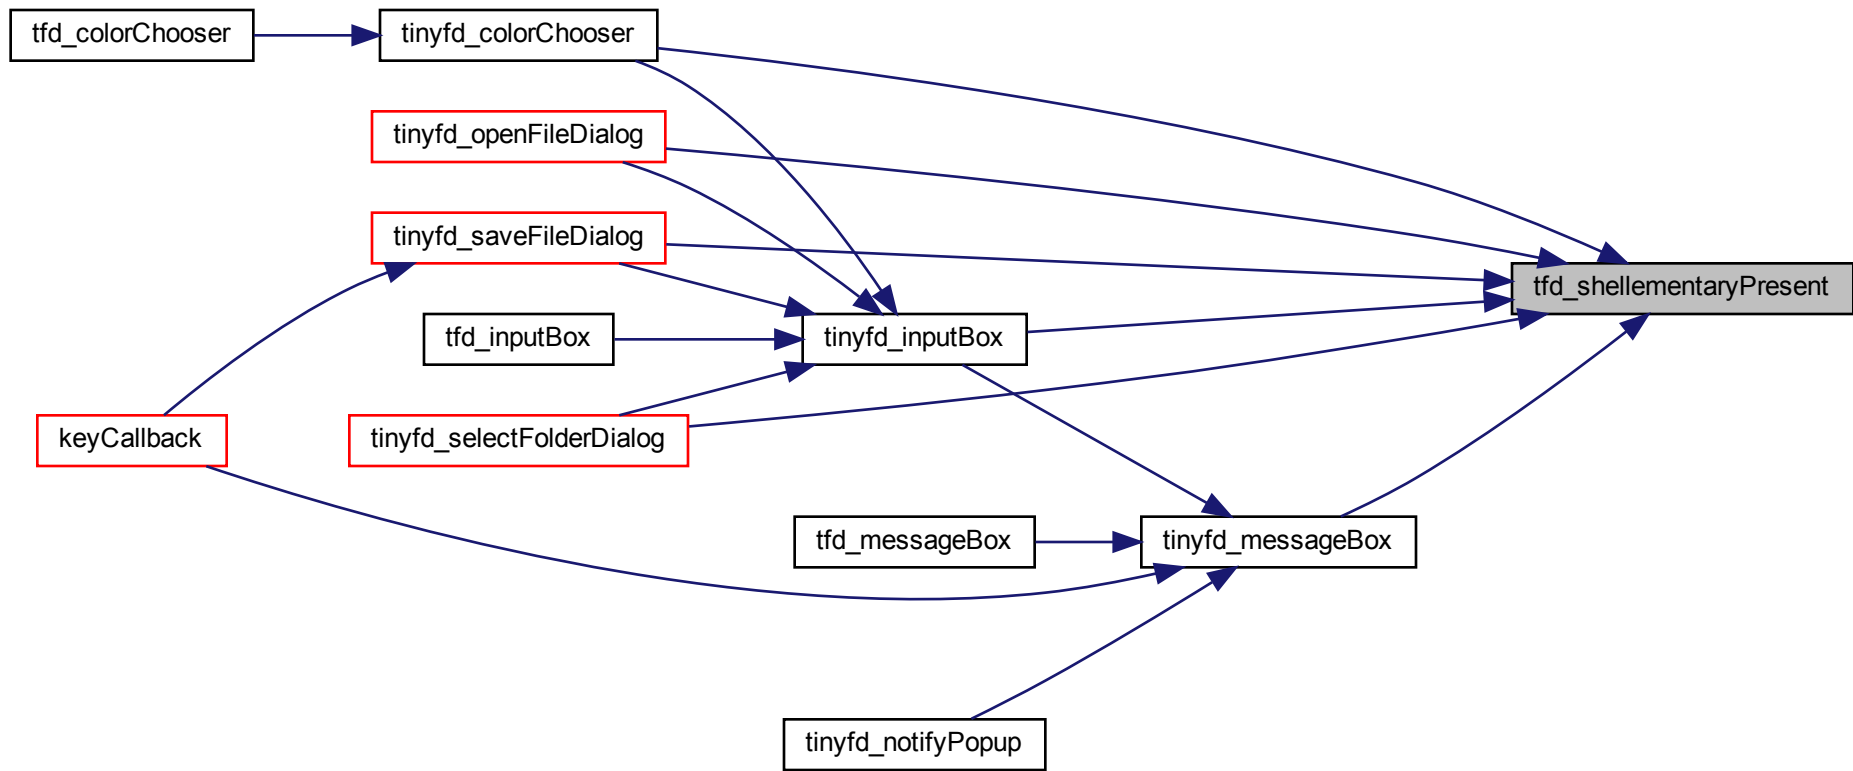 tfd_colorChooser
tinyfd_colorChooser
tinyfd_openFileDialog
tinyfd_saveFileDialog
tfd_shellementaryPresent
tfd_inputBox
tinyfd_inputBox
keyCallback
tinyfd_selectFolderDialog
tfd_messageBox
tinyfd_messageBox
tinyfd_notifyPopup